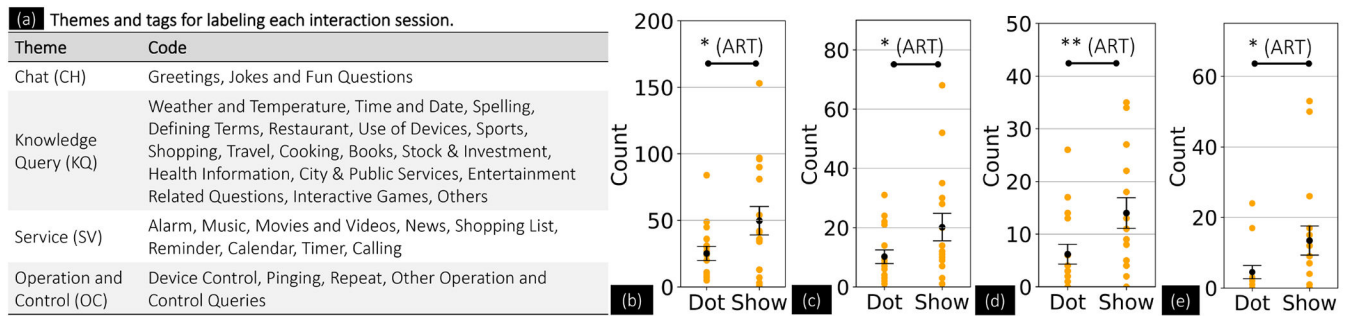 (a) Themes and tags for labeling each interaction session.
Theme Code
Chat (CH) Greetings, Jokes and Fun Questions
Knowledge Query (KQ)
Weather and Temperature, Time and Date, Spelling,
Defining Terms, Restaurant, Use of Devices, Sports,
Shopping, Travel, Cooking, Books, Stock & Investment,
Health Information, City & Public Services, Entertainment
Related Questions, Interactive Games, Others
Service (SV)
Alarm, Music, Movies and Videos, News, Shopping List,
Reminder, Calendar, Timer, Calling
Operation and
Control (OC)
Device Control, Pinging, Repeat, Other Operation and
Control Queries
200
150
100
50
0
Count
* (ART)
Dot Show
(b)
80
60
40
20
0
Count
* (ART)
Dot Show
(c)
50
40
30
20
10
0
Count
** (ART)
Dot Show
(d)
60
40
20
0
Count
* (ART)
Dot Show
(e)